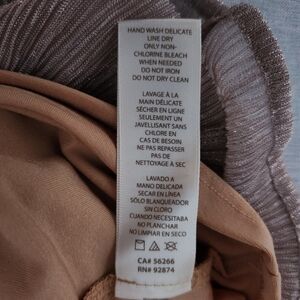 HAND WASH DELICATE
LINE DRY
ONLY NON-
CHLORINE BLEACH
WHEN NEEDED
DO NOT IRON
DO NOT DRY CLEAN
LAVAGE À LA
MAIN DÉLICATE
SÉCHER EN LIGNE
SEULEMENT UN
JAVELLISANT SANS
CHLORE EN
CAS DE BESOIN
NE PAS REPASSER
PAS DE
NETTOYAGE À SEC
LAVADO A
MANO DELICADA
SECAR EN LÍNEA
SÓLO BLANQUEADOR
SIN CLORO
CUANDO NECESITABA
NO PLANCHAR
NO LIMPIAR EN SECO
CA# 56266
RN# 92874